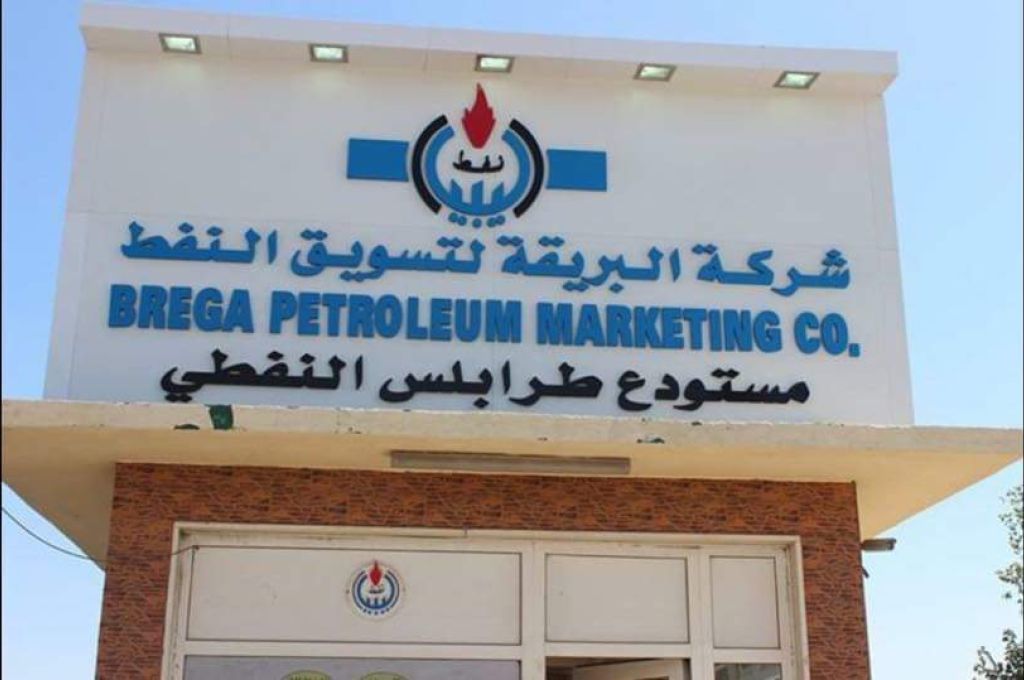 نفط
ليبيا
شركة البريقة لتسويق النفط
BREGA PETROLEUM MARKETING CO.
مستودع طرابلس النفطي